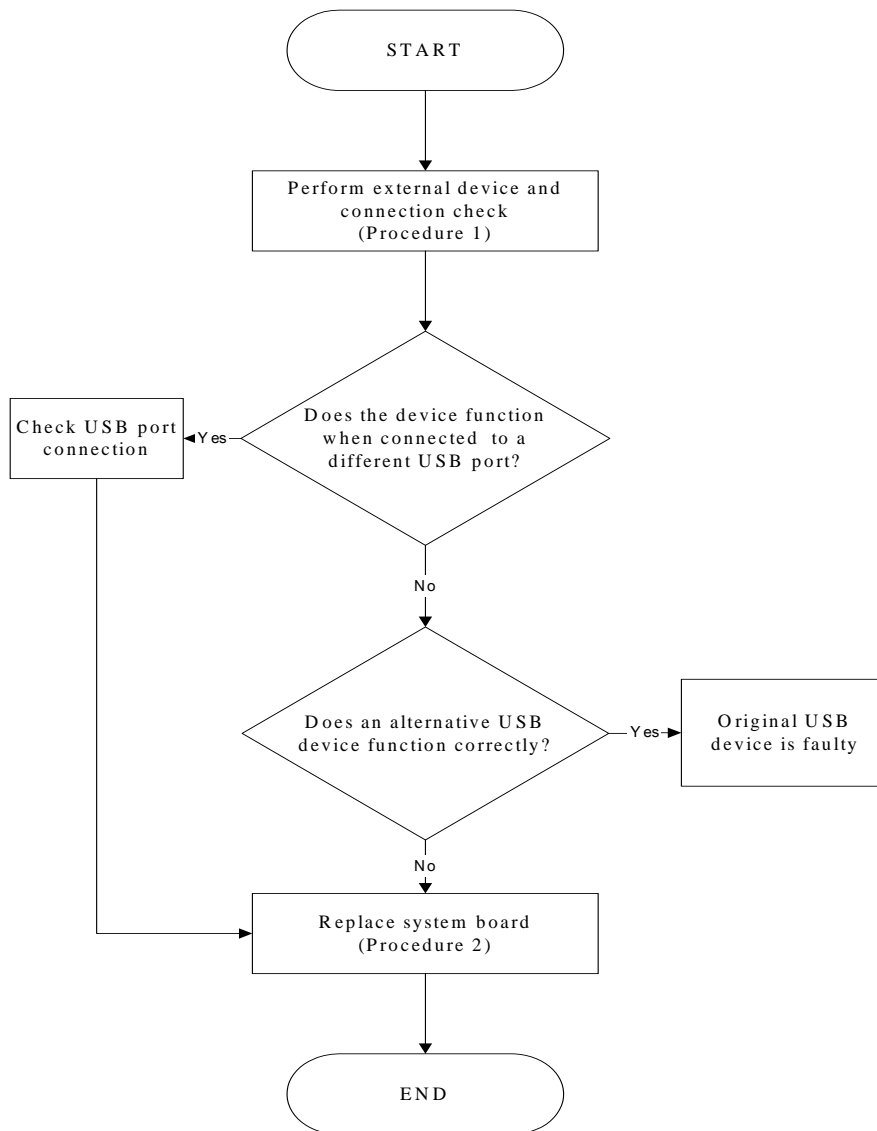 START
Perform external device and
connection check
(Procedure 1)
Does the device function
when connected to a
different USB port?
Yes
Check USB port
connection
No
Does an alternative USB
device function correctly?
Yes
Original USB
device is faulty
No
Replace system board
(Procedure 2)
END